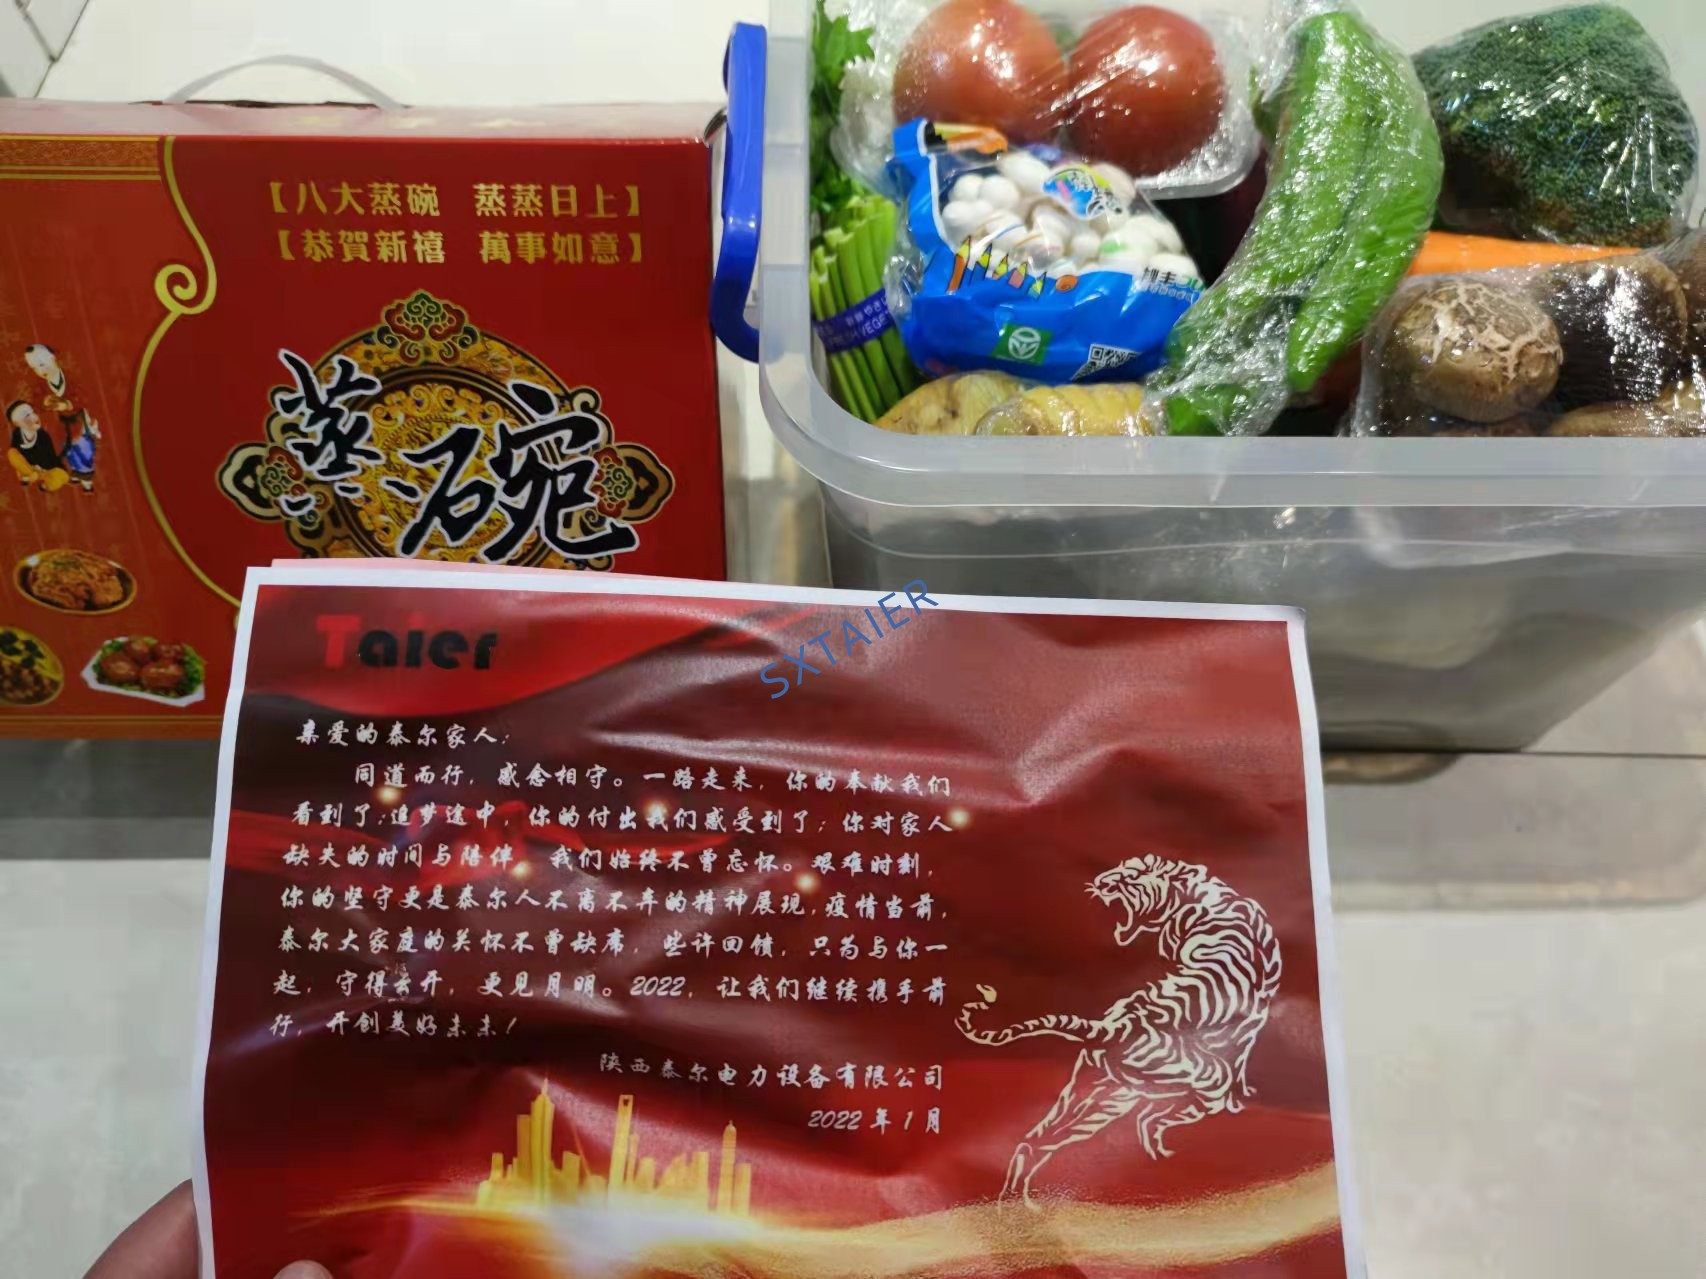 【八大蒸碗 蒸蒸日上】
【恭賀新禧 萬事如意】
蒸碗
SXTAIER
Taier
亲爱的泰尔家人：
同道而行，感念相守。一路走来，你的奉献我们
看到了；追梦途中，你的付出我们感受到了；你对家人
缺失的时间与陪伴，我们始终不曾忘怀。艰难时刻，
你的坚守更是泰尔人不离不弃的精神展现，疫情当前，
泰尔大家庭的关怀不曾缺席，些许回馈，只为与你一
起，守得云开，更见月明。2022，让我们继续携手前
行，开创美好未来！
陕西泰尔电力设备有限公司
2022年1月